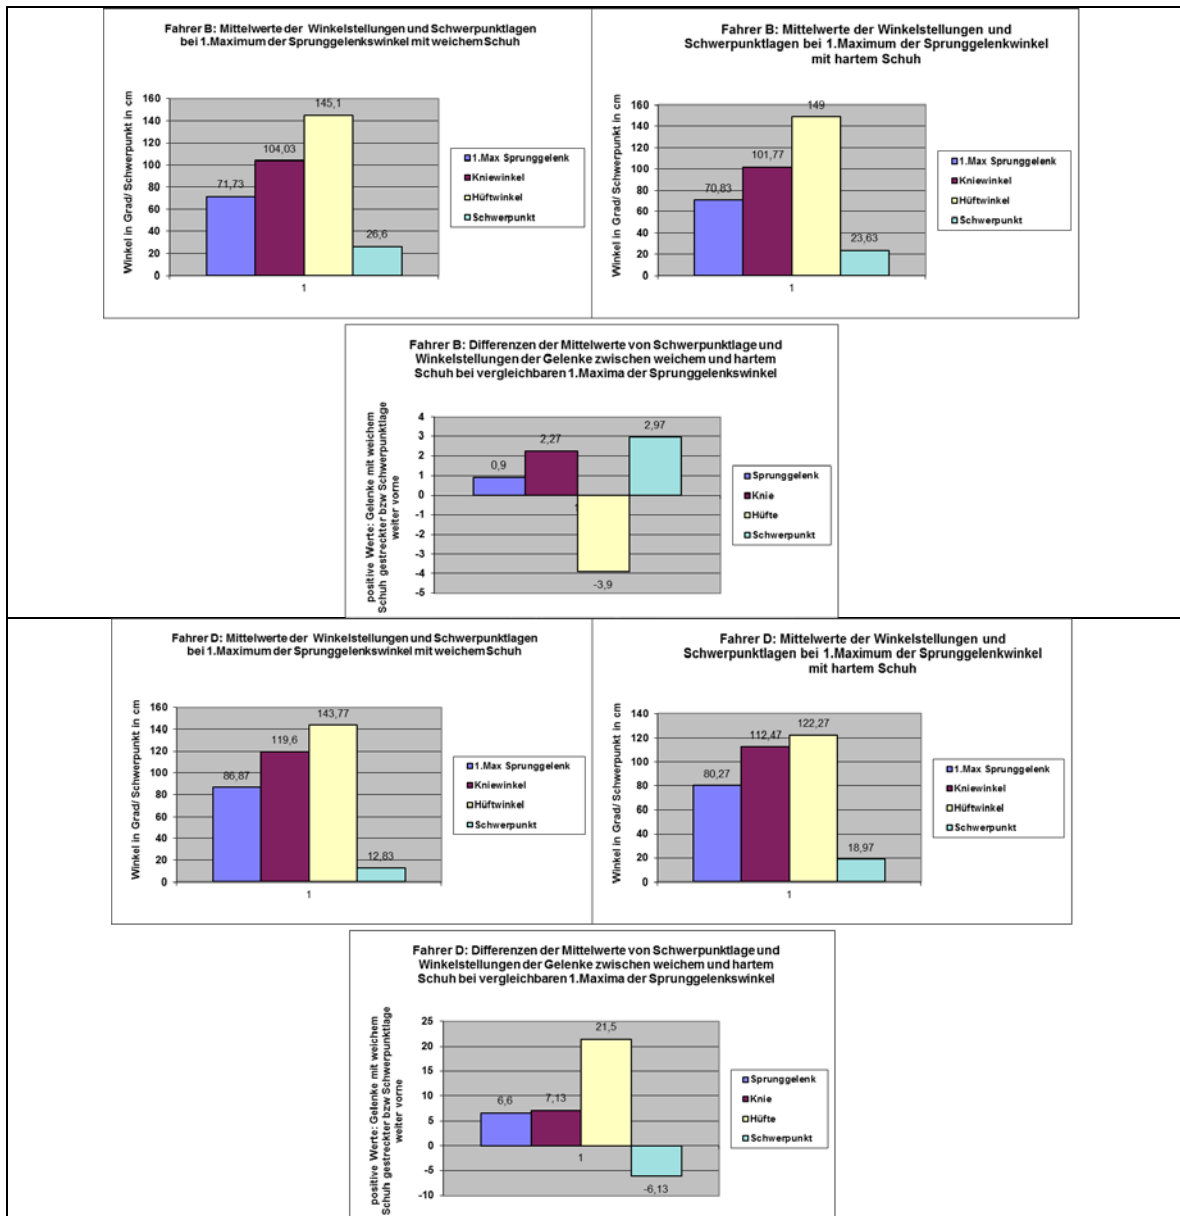 Fahrer B: Mittelwerte der Winkelstellungen und Schwerpunktlagen
bei 1.Maximum der Sprunggelenkswinkel mit weichem Schuh
Winkel in Grad/ Schwerpunkt in cm
160
140
120
100
80
60
40
20
0
71,73
104,03
145,1
26,6
1
1.Max Sprunggelenk
Kniewinkel
Hüftwinkel
Schwerpunkt
Fahrer B: Mittelwerte der Winkelstellungen und
Schwerpunktlagen bei 1.Maximum der Sprunggelenkwinkel
mit hartem Schuh
Winkel in Grad/ Schwerpunkt in cm
160
140
120
100
80
60
40
20
0
70,83
101,77
149
23,63
1
1.Max Sprunggelenk
Kniewinkel
Hüftwinkel
Schwerpunkt
Fahrer B: Differenzen der Mittelwerte von Schwerpunktlage und
Winkelstellungen der Gelenke zwischen weichem und hartem
Schuh bei vergleichbaren 1.Maxima der Sprunggelenkswinkel
positive Werte: Gelenke mit weichem
Schuh gestreckter bzw Schwerpunktlage
weiter vorne
4
3
2
1
0
-1
-2
-3
-4
-5
0,9
2,27
-3,9
2,97
1
Sprunggelenk
Knie
Hüfte
Schwerpunkt
Fahrer D: Mittelwerte der Winkelstellungen und Schwerpunktlagen
bei 1.Maximum der Sprunggelenkswinkel mit weichem Schuh
Winkel in Grad/ Schwerpunkt in cm
160
140
120
100
80
60
40
20
0
86,87
119,6
143,77
12,83
1
1.Max Sprunggelenk
Kniewinkel
Hüftwinkel
Schwerpunkt
Fahrer D: Mittelwerte der Winkelstellungen und
Schwerpunktlagen bei 1.Maximum der Sprunggelenkwinkel
mit hartem Schuh
Winkel in Grad/ Schwerpunkt in cm
140
120
100
80
60
40
20
0
80,27
112,47
122,27
18,97
1
1.Max Sprunggelenk
Kniewinkel
Hüftwinkel
Schwerpunkt
Fahrer D: Differenzen der Mittelwerte von Schwerpunktlage und
Winkelstellungen der Gelenke zwischen weichem und hartem
Schuh bei vergleichbaren 1.Maxima der Sprunggelenkswinkel
positive Werte: Gelenke mit weichem
Schuh gestreckter bzw Schwerpunktlage
weiter vorne
25
20
15
10
5
0
-5
-10
6,6
7,13
21,5
-6,13
1
Sprunggelenk
Knie
Hüfte
Schwerpunkt